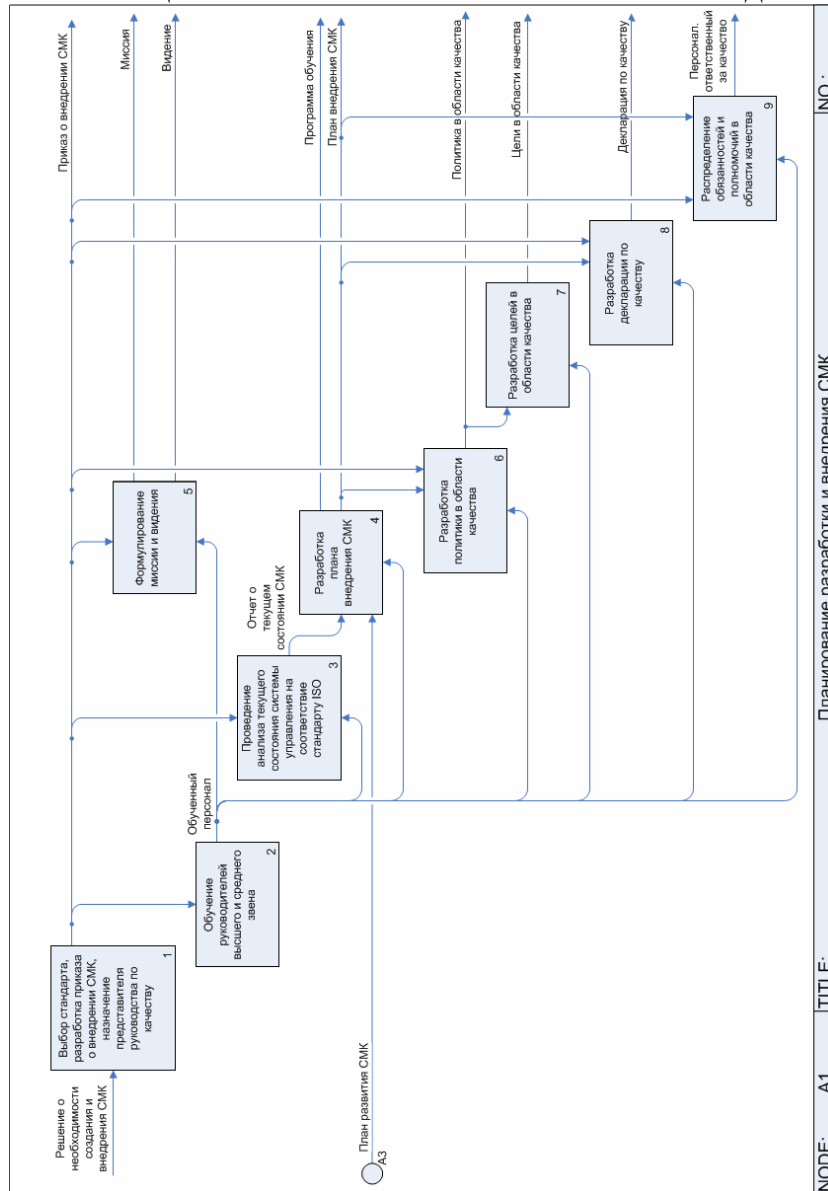 Решение о
необходимости
создания и
внедрения СМК
Выбор стандарта,
разработка приказа
о внедрении СМК,
назначение
представителя
руководства по
качеству
1
Приказ о внедрении СМК
Обучение
руководителей
высшего и среднего
звена
2
Обученный
персонал
Проведение
анализа текущего
состояния системы
управления на
соответствие
стандарту ISO
3
Отчет о
текущем
состоянии СМК
План развития СМК
A3
Разработка
плана
внедрения СМК
4
Программа обучения
План внедрения СМК
Формулирование
миссии и видения
5
Миссия
Видение
Разработка
политики в области
качества
6
Политика в области качества
Разработка целей в
области качества
7
Цели в области качества
Разработка
декларации по
качеству
8
Декларация по качеству
Распределение
обязанностей и
полномочий в
области качества
9
Персонал.
ответственный
за качество
NODE:
A1
TITLE:
Планирование разработки и внедрения СМК
NO.: